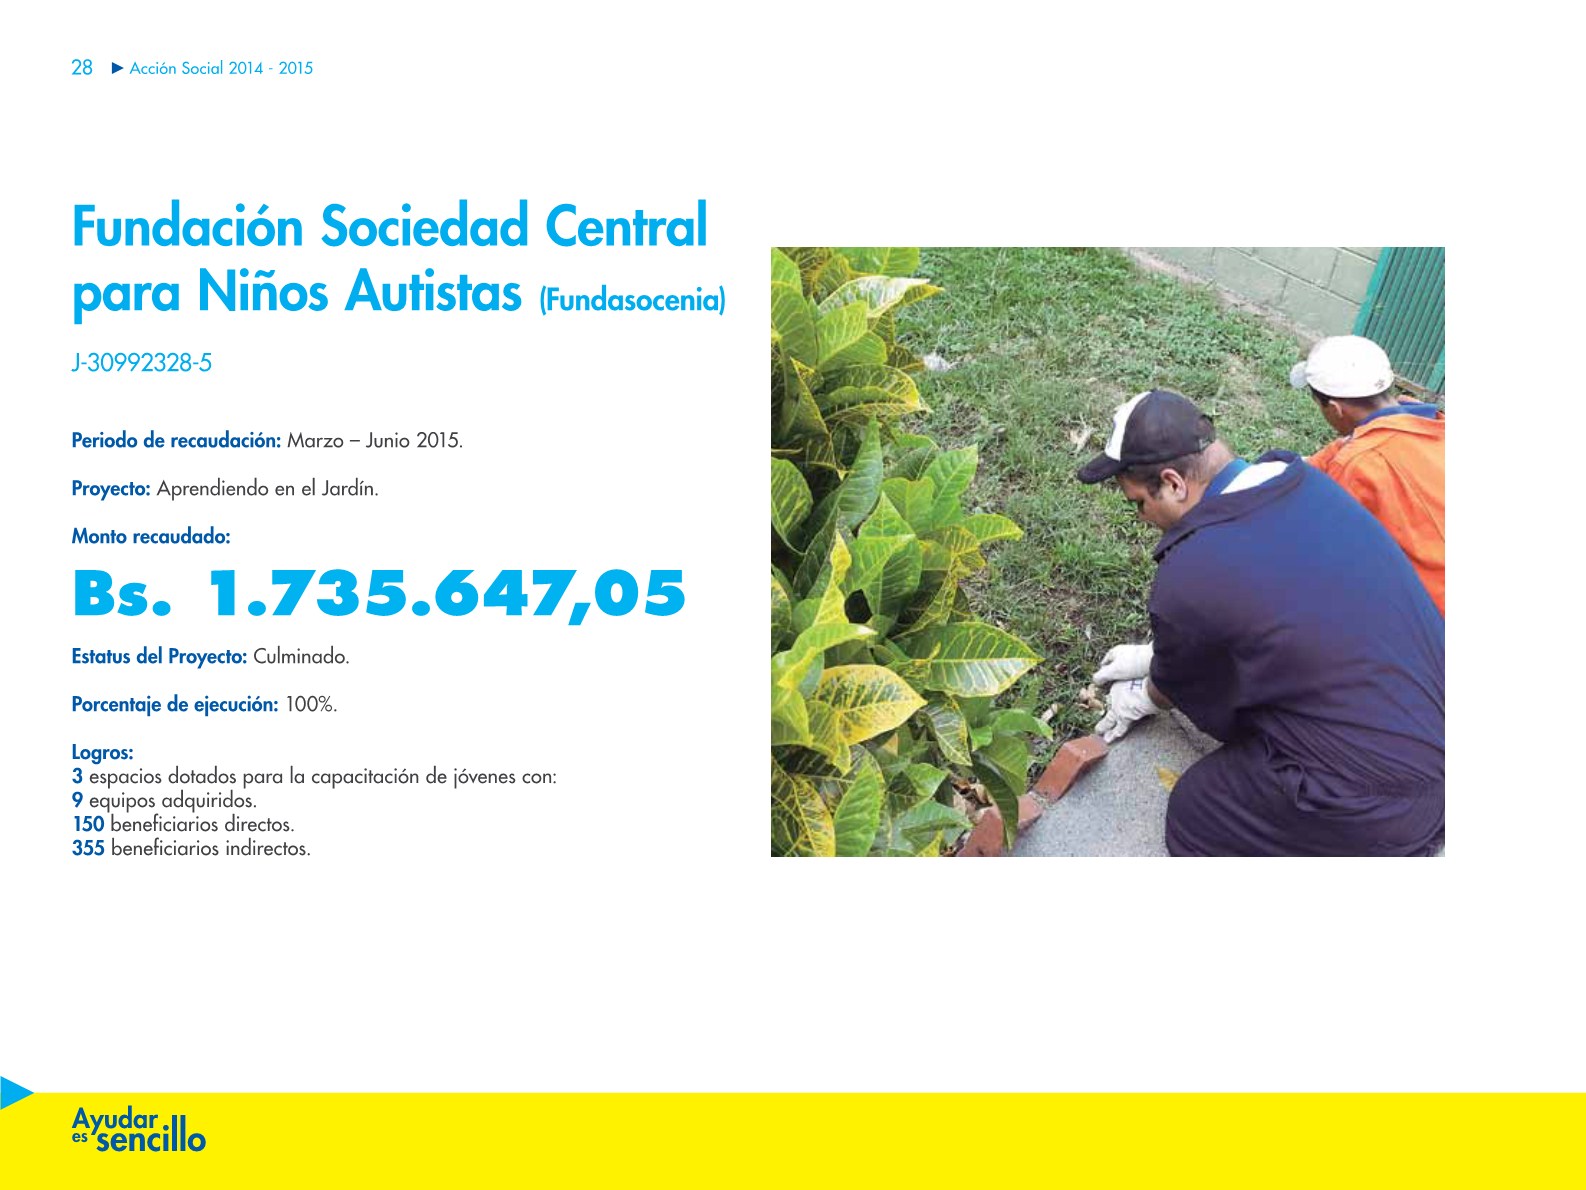 28 ▶ Acción Social 2014 - 2015
Fundación Sociedad Central
para Niños Autistas (Fundasocenia)
J-30992328-5
Periodo de recaudación: Marzo – Junio 2015.
Proyecto: Aprendiendo en el Jardín.
Monto recaudado:
Bs. 1.735.647,05
Estatus del Proyecto: Culminado.
Porcentaje de ejecución: 100%.
Logros:
3 espacios dotados para la capacitación de jóvenes con:
9 equipos adquiridos.
150 beneficiarios directos.
355 beneficiarios indirectos.
Ayudar
es sencillo